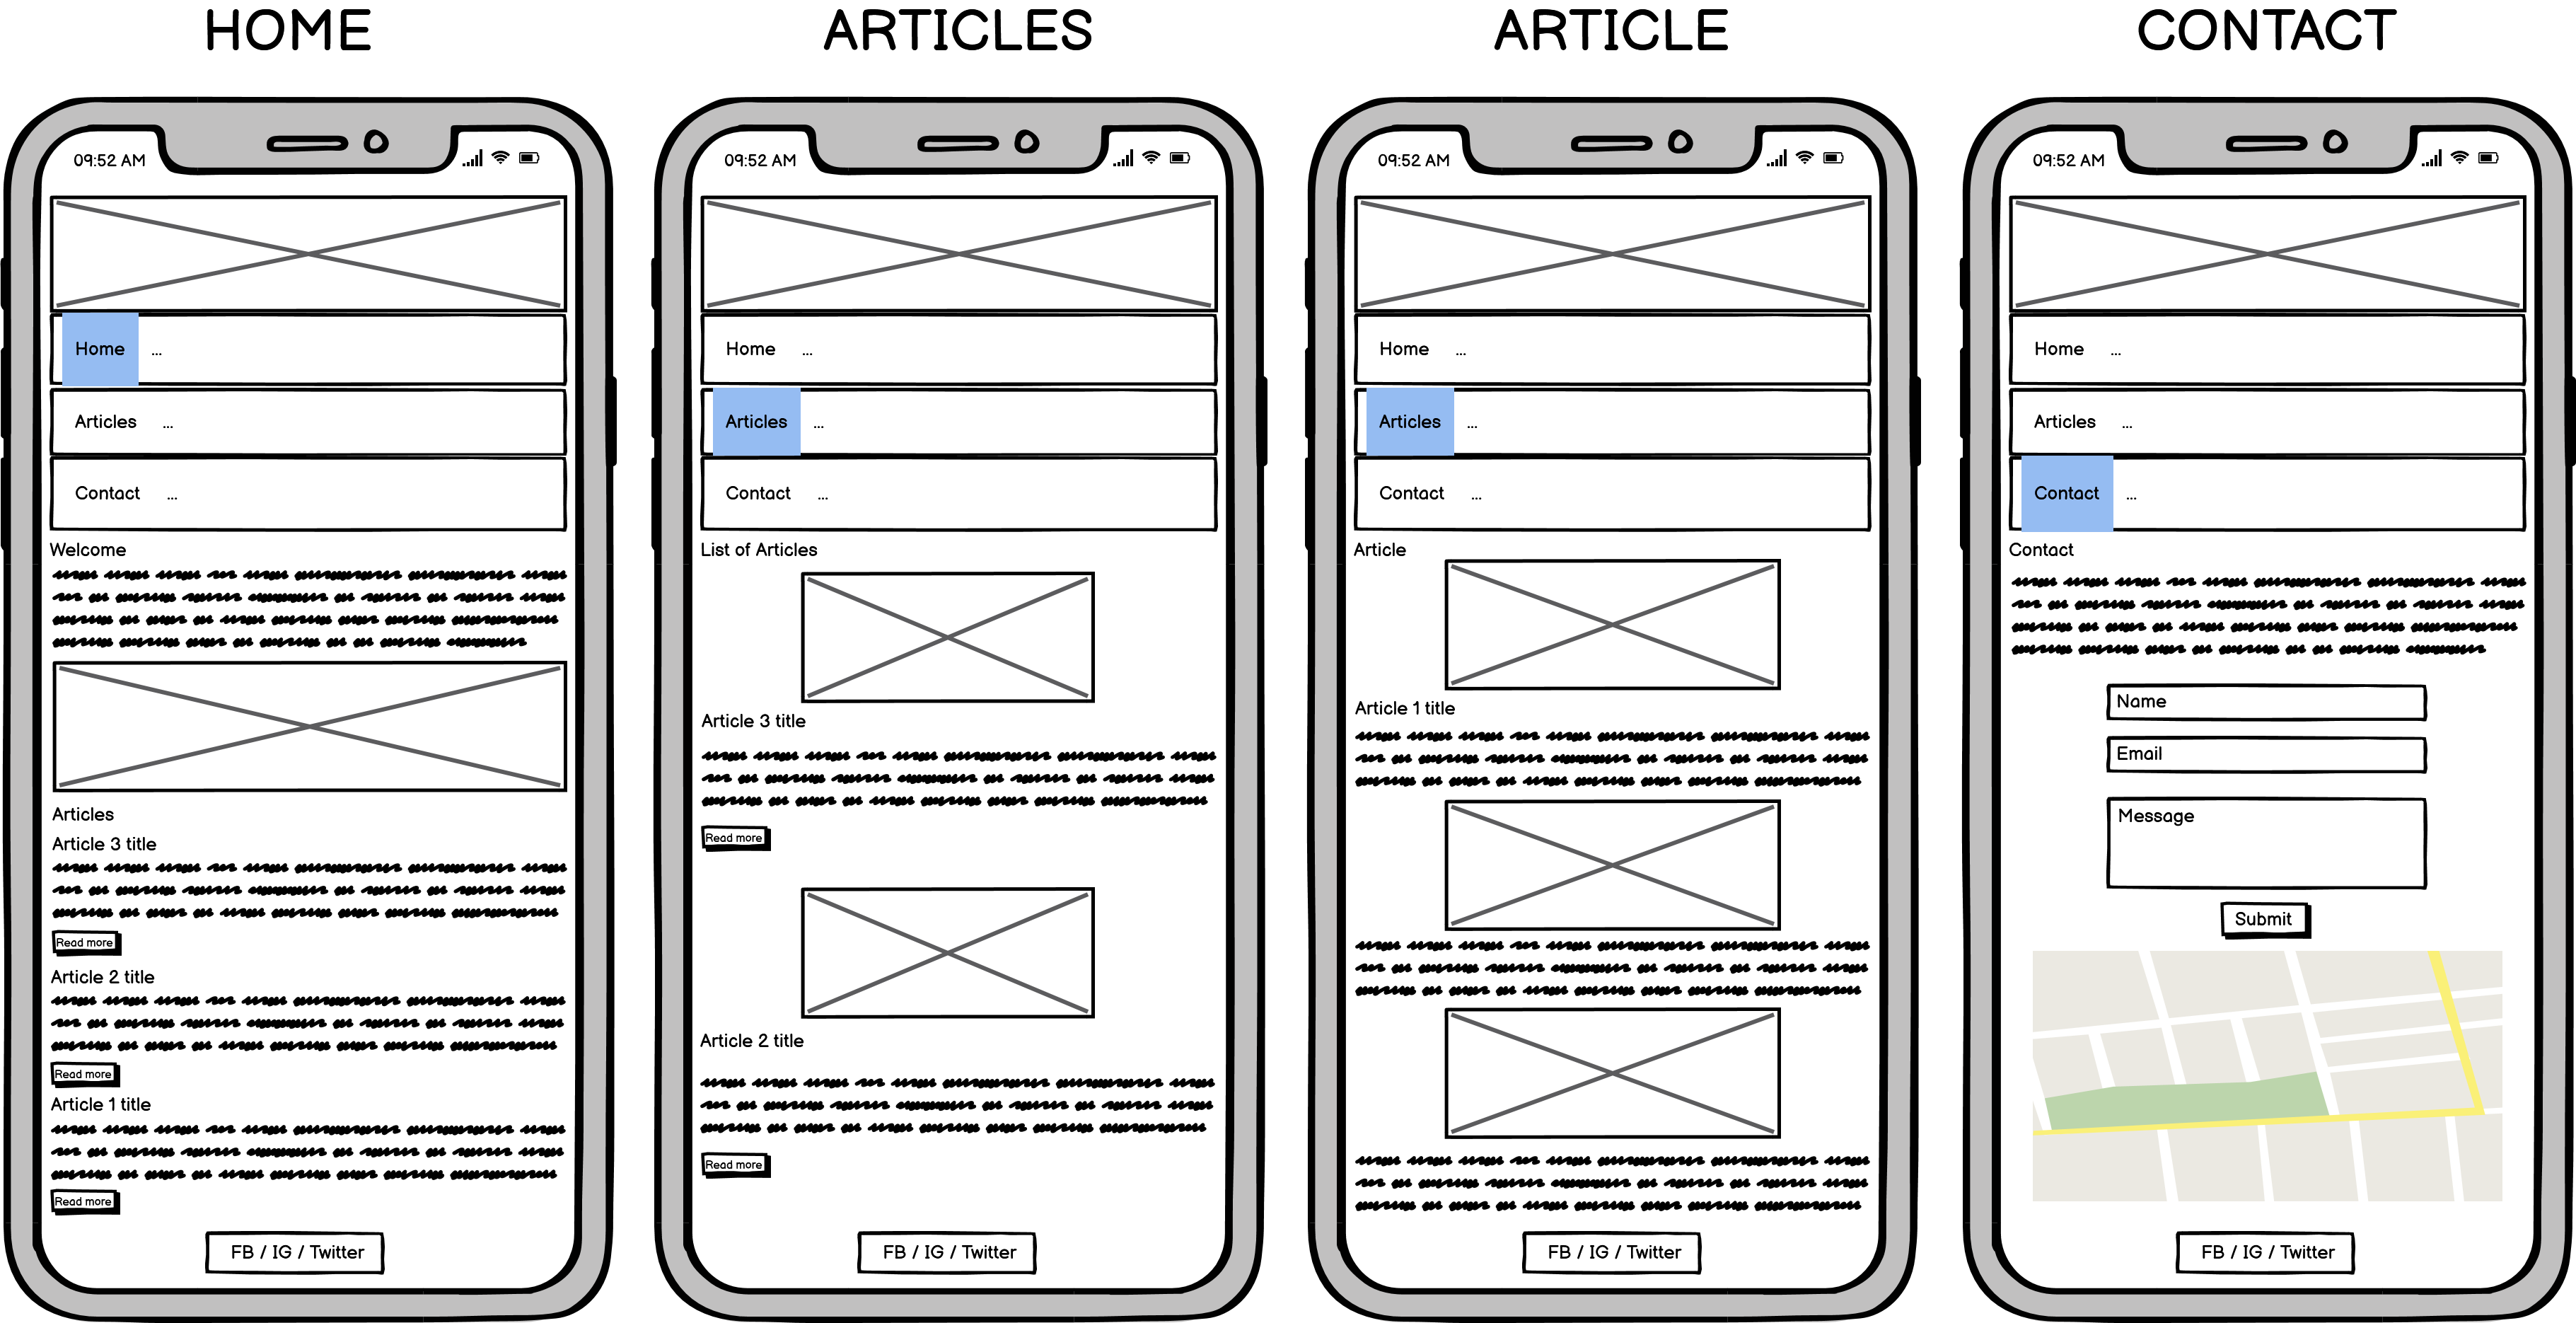 HOME
09:52 AM
Home ...
Articles ...
Contact ...
Welcome
Articles
Article 3 title
Read more
Article 2 title
Read more
Article 1 title
Read more
FB / IG / Twitter
ARTICLES
09:52 AM
Home ...
Articles ...
Contact ...
List of Articles
Article 3 title
Read more
Article 2 title
Read more
FB / IG / Twitter
ARTICLE
09:52 AM
Home ...
Articles ...
Contact ...
Article
Article 1 title
FB / IG / Twitter
CONTACT
09:52 AM
Home ...
Articles ...
Contact ...
Contact
Name
Email
Message
Submit
FB / IG / Twitter